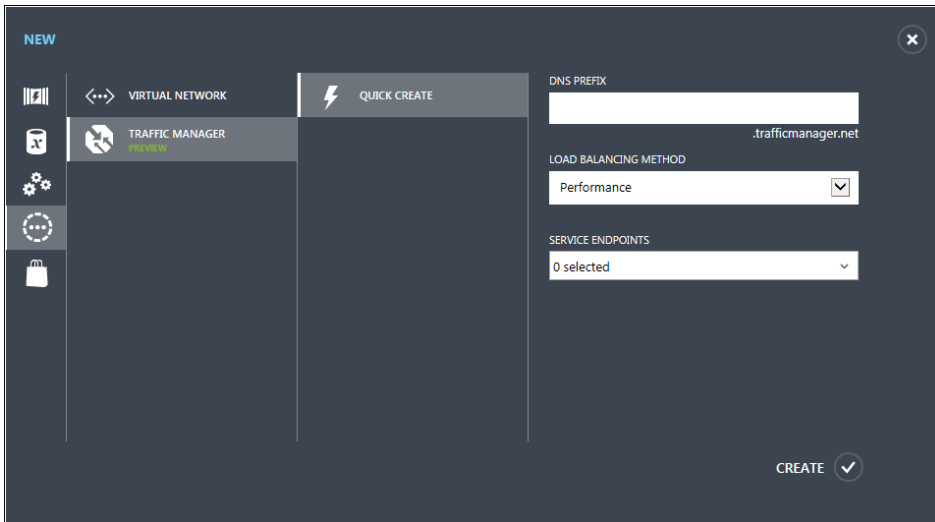 NEW
VIRTUAL NETWORK
TRAFFIC MANAGER
PREVIEW
QUICK CREATE
DNS PREFIX
.trafficmanager.net
LOAD BALANCING METHOD
Performance
SERVICE ENDPOINTS
0 selected
CREATE